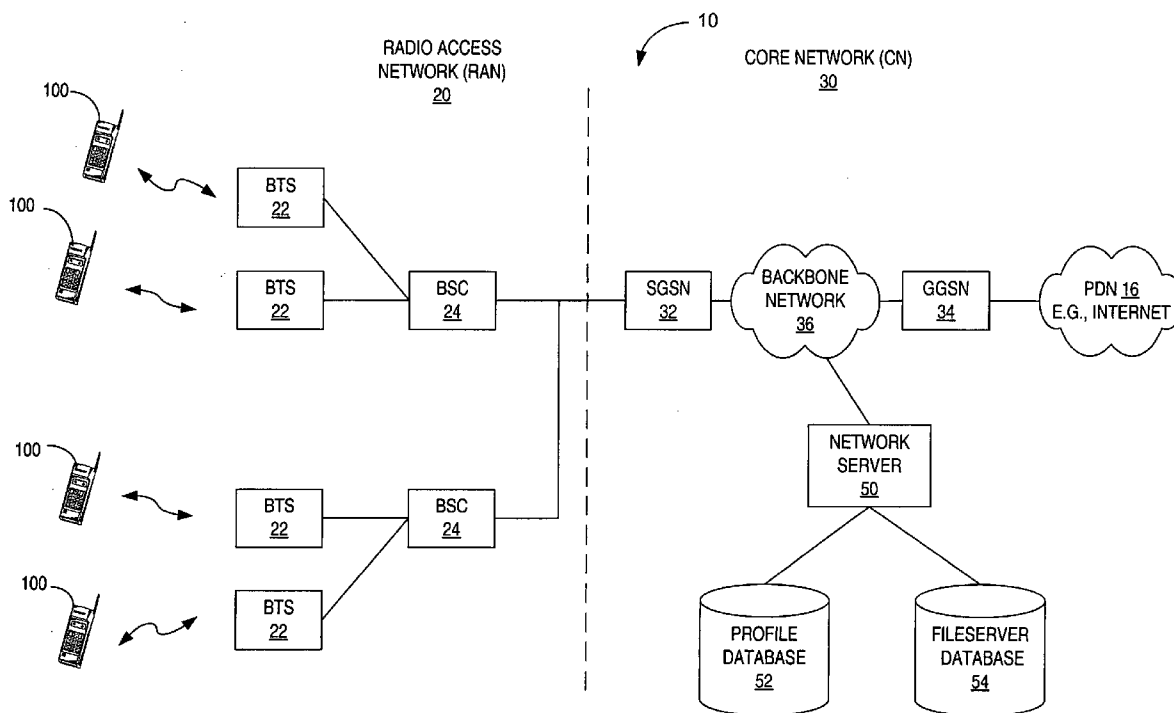 10
RADIO ACCESS
NETWORK (RAN)
20
CORE NETWORK (CN)
30
100
BTS
22
100
BTS
22
BSC
24
SGSN
32
BACKBONE
NETWORK
36
GGSN
34
PDN 16
E.G., INTERNET
NETWORK
SERVER
50
100
BTS
22
BSC
24
100
BTS
22
PROFILE
DATABASE
52
FILESERVER
DATABASE
54